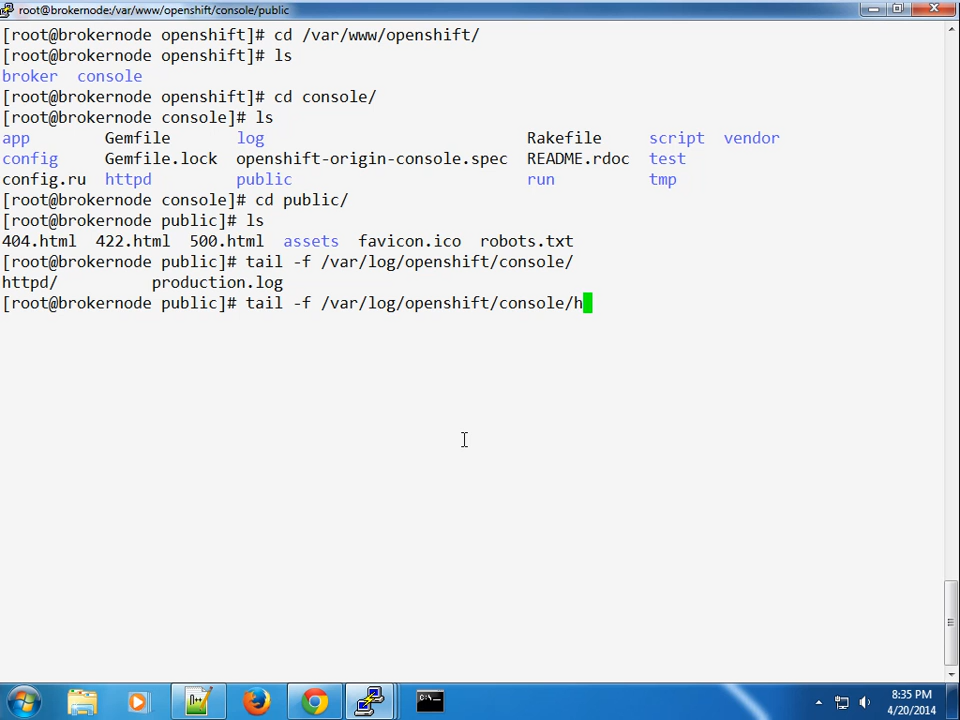 root@brokernode:/var/www/openshift/console/public
[root@brokernode openshift]# cd /var/www/openshift/
[root@brokernode openshift]# ls
broker  console
[root@brokernode openshift]# cd console/
[root@brokernode console]# ls
app        Gemfile       log                            Rakefile     script  vendor
config     Gemfile.lock  openshift-origin-console.spec  README.rdoc  test
config.ru  httpd         public                         run          tmp
[root@brokernode console]# cd public/
[root@brokernode public]# ls
404.html  422.html  500.html  assets  favicon.ico  robots.txt
[root@brokernode public]# tail -f /var/log/openshift/console/
httpd/          production.log
[root@brokernode public]# tail -f /var/log/openshift/console/h
8:35 PM
4/20/2014